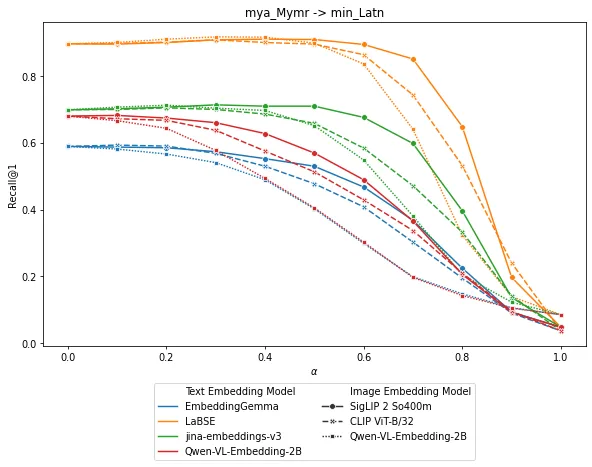 mya_Mymr -> min_Latn
Recall@1
0.8
0.6
0.4
0.2
0.0
0.0 0.2 0.4 0.6 0.8 1.0
α
Text Embedding Model Image Embedding Model
EmbeddingGemma SigLIP 2 So400m
LaBSE CLIP ViT-B/32
jina-embeddings-v3 Qwen-VL-Embedding-2B
Qwen-VL-Embedding-2B